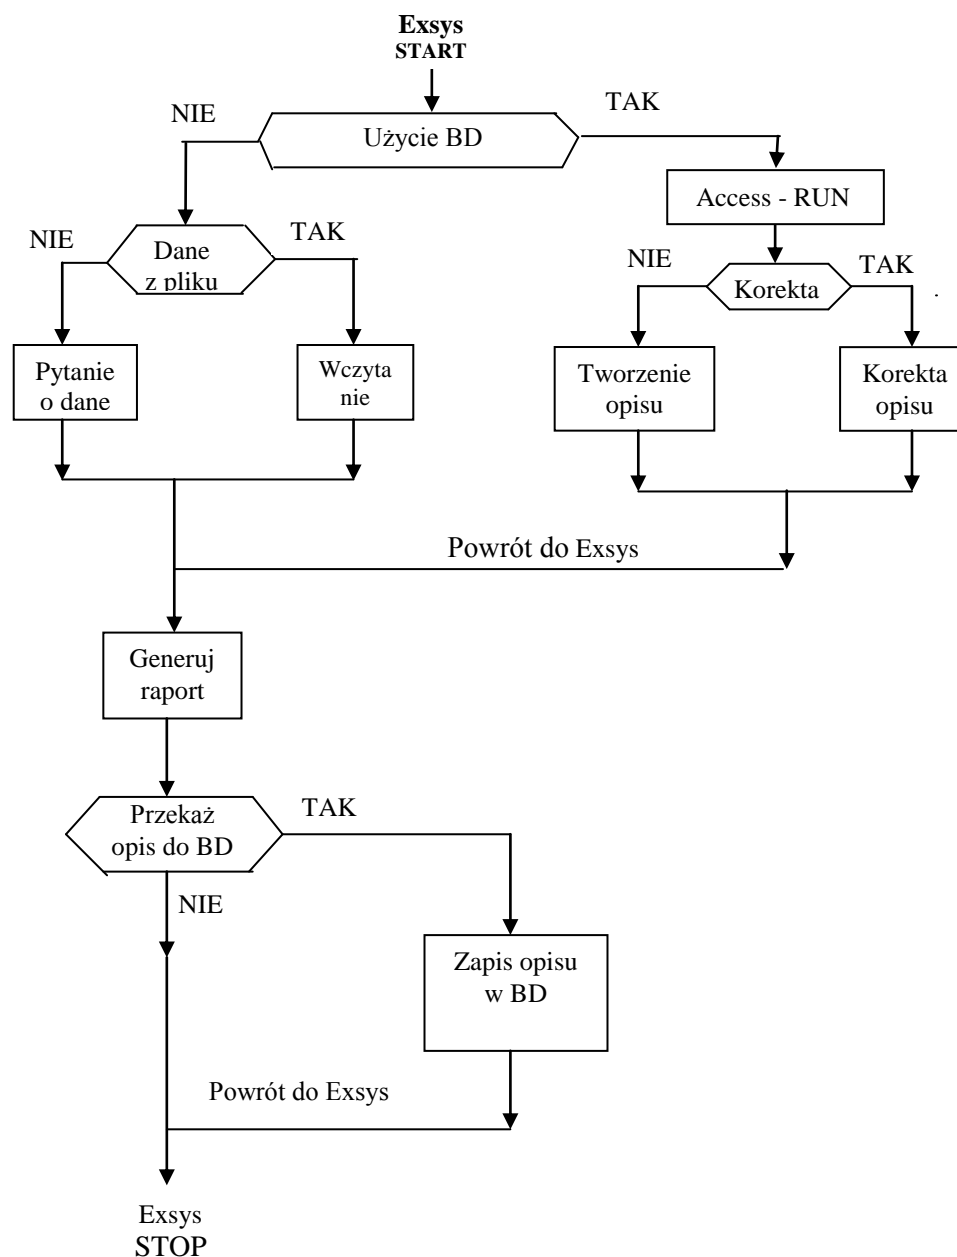 Exsys
START
NIE
TAK
Użycie BD
Access - RUN
NIE
TAK
Dane
z pliku
NIE
TAK
Korekta
Pytanie
o dane
Wczyta
nie
Tworzenie
opisu
Korekta
opisu
Powrót do Exsys
Generuj
raport
Przekaż
opis do BD
TAK
NIE
Zapis opisu
w BD
Powrót do Exsys
Exsys
STOP